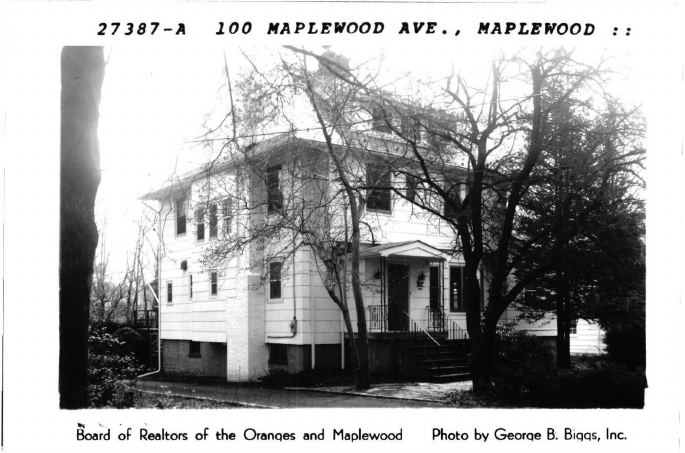 27387-A 100 MAPLEWOOD AVE., MAPLEWOOD ::
Board of Realtors of the Oranges and Maplewood Photo by George B. Biggs, Inc.